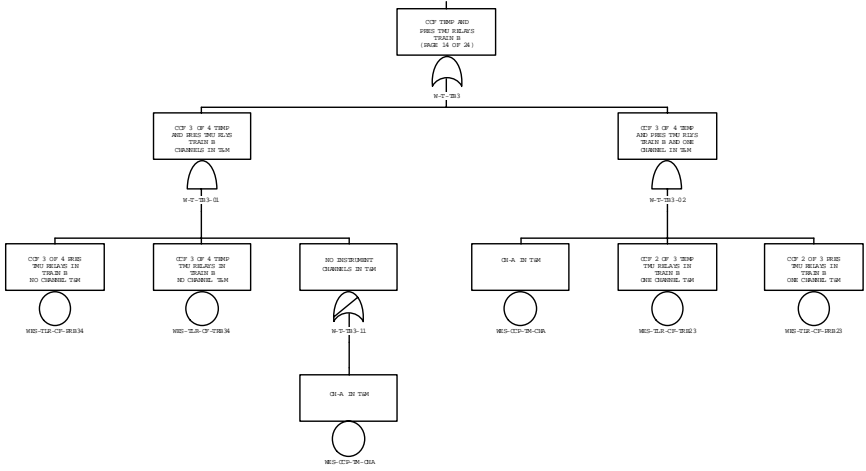 CCF TEMP AND
PRES TMU RELAYS
TRAIN B
(PAGE 14 OF 24)
W-T-TB3
CCF 3 OF 4 TEMP
AND PRES TMU RLYS
TRAIN B
CHANNELS IN T&M
W-T-TB3-01
CCF 3 OF 4 TEMP
AND PRES TMU RLYS
TRAIN B AND ONE
CHANNEL IN T&M
W-T-TB3-02
CCF 3 OF 4 PRES
TMU RELAYS IN
TRAIN B
NO CHANNEL T&M
WES-TLR-CF-PRB34
CCF 3 OF 4 TEMP
TMU RELAYS IN
TRAIN B
NO CHANNEL T&M
WES-TLR-CF-TRB34
NO INSTRUMENT
CHANNELS IN T&M
W-T-TB3-11
CH-A IN T&M
WES-CCP-TM-CHA
CCF 2 OF 3 TEMP
TMU RELAYS IN
TRAIN B
ONE CHANNEL T&M
WES-TLR-CF-TRB23
CCF 2 OF 3 PRES
TMU RELAYS IN
TRAIN B
ONE CHANNEL T&M
WES-TLR-CF-PRB23
CH-A IN T&M
WES-CCP-TM-CHA